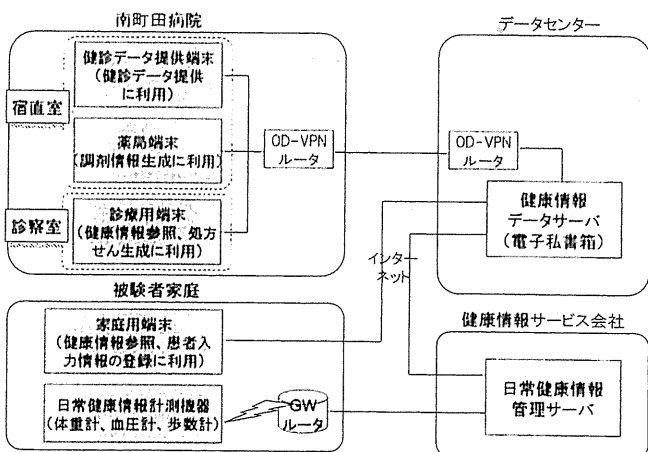 南町田病院
健診データ提供端末
(健診データ提供
に利用)
宿直室
薬局端末
(調剤情報生成に利用)
診察室
診療用端末
(健康情報参照、処方
せん生成に利用)
OD-VPN
ルータ
データセンター
OD-VPN
ルータ
健康情報
データサーバ
(電子私書箱)
インター
ネット
被験者家庭
家庭用端末
(健康情報参照、患者入
力情報の登録に利用)
日常健康情報計測機器
(体重計、血圧計、歩数計)
GW
ルータ
健康情報サービス会社
日常健康情報
管理サーバ